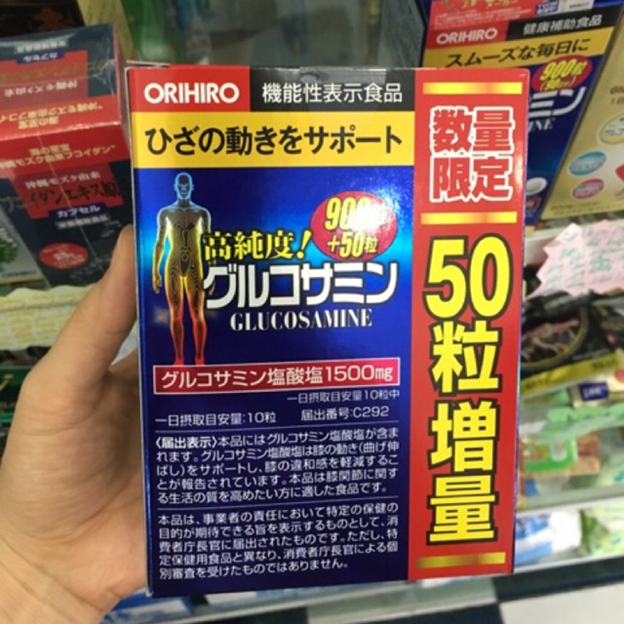 ORIHIRO 機能性表示食品
ひざの動きをサポート
高純度!
900粒
+50粒
グルコサミン
GLUCOSAMINE
グルコサミン塩酸塩1500mg
一日摂取目安量10粒中
一日摂取目安量:10粒 届出番号:C292
〈届出表示〉本品にはグルコサミン塩酸塩が含ま
れます。グルコサミン塩酸塩は膝の動き(曲げ伸
ばし)をサポートし、膝の違和感を軽減するこ
とが報告されています。本品は膝関節に関す
る生活の質を高めたい方に適した食品です。
本品は、事業者の責任において特定の保健の
目的が期待できる旨を表示するものとして、消
費者庁長官に届出されたものです。ただし、特
定保健用食品と異なり、消費者庁長官による個
別審査を受けたものではありません。
数量
限定
50粒増量
ORIHIRO
健康補助食品
スムーズな毎日に
900粒
カプセル